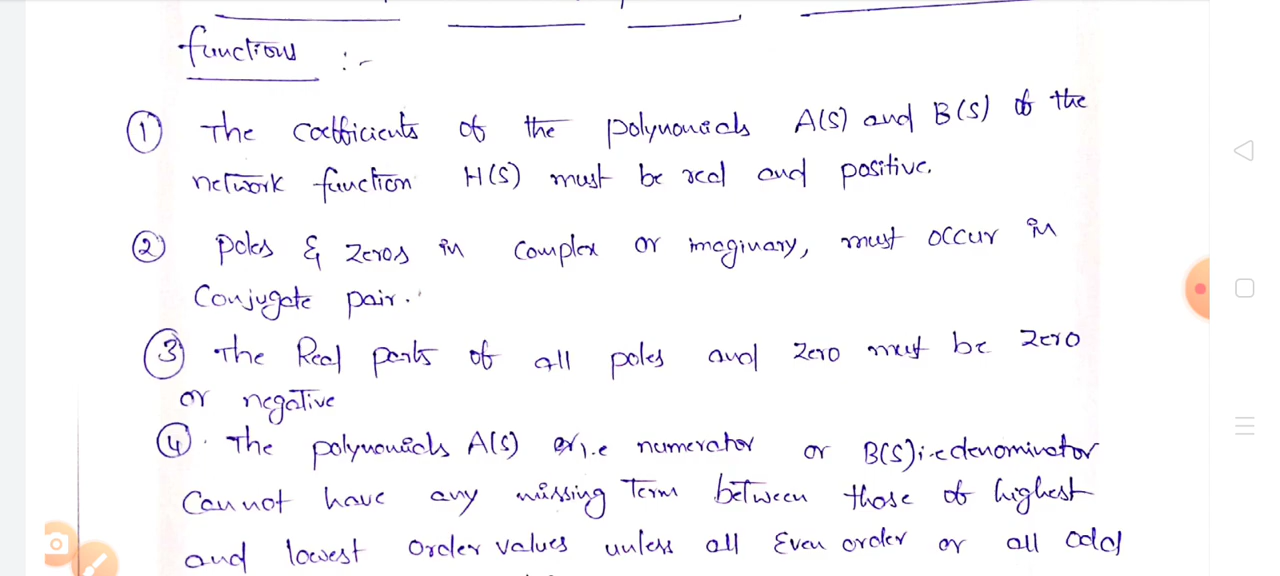 functions :-
① The coefficients of the polynomials A(S) and B(S) of the
network function H(S) must be real and positive.
② Poles & Zeros in Complex or imaginary, must occur in
Conjugate pair.
③ The Real parts of all poles and Zero must be Zero
or negative
④. The polynomials A(S) or i.e numerator or B(S) i-e denominator
Cannot have any missing Term between those of highest
and lowest order values unless all Even order or all odd